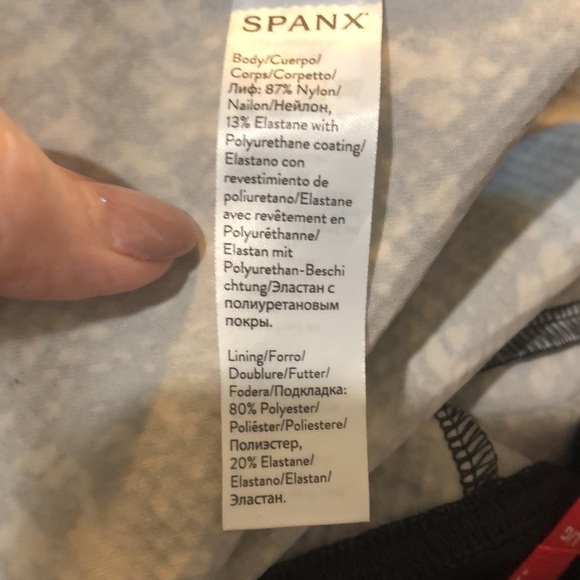 SPANX
Body/Cuerpo/
Corps/Corpetto/
Лиф: 87% Nylon/
Nailon/Нейлон,
13% Elastane with
Polyurethane coating/
Elastano con
revestimiento de
poliuretano/Elastane
avec revêtement en
Polyuréthanne/
Elastan mit
Polyurethan-Beschi
chtung/Эластан с
полиуретановым
покры.
Lining/Forro/
Doublure/Futter/
Fodera/Подкладка:
80% Polyester/
Poliéster/Poliestere/
Полиэстер,
20% Elastane/
Elastano/Elastan/
Эластан.